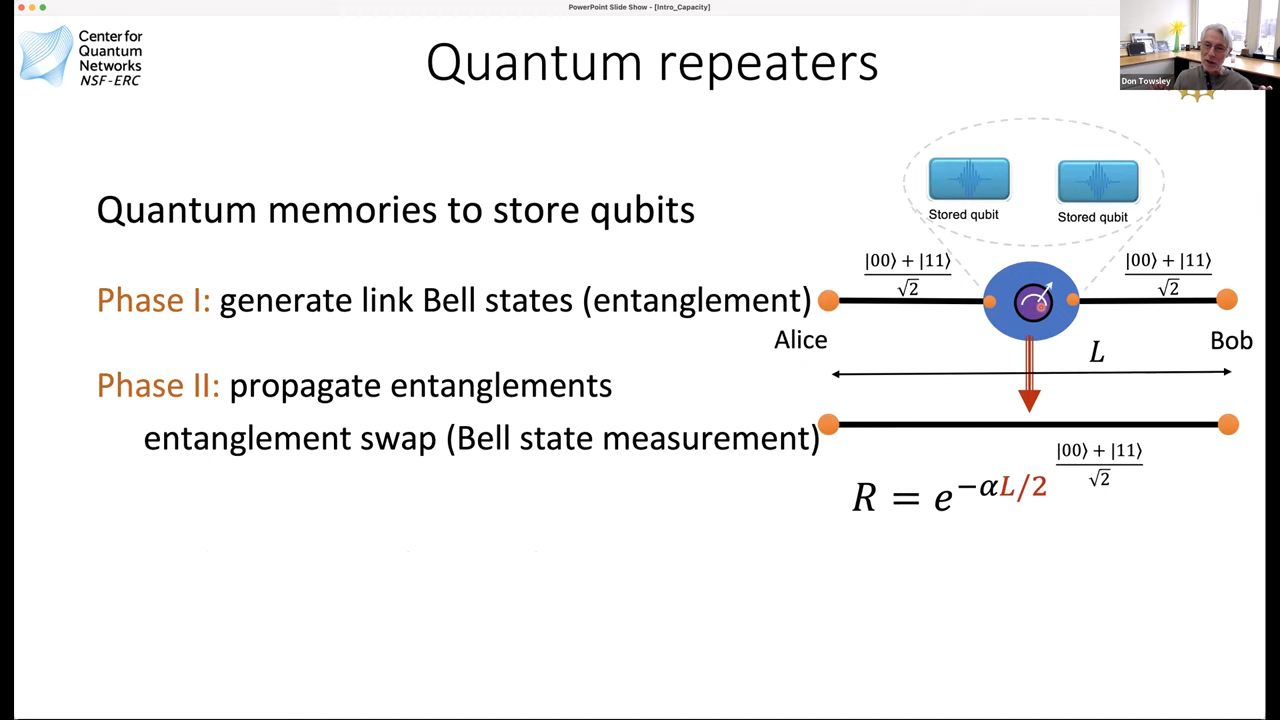 PowerPoint Slide Show - [Intro_Capacity]
Center for
Quantum
Networks
NSF-ERC
Quantum repeaters
Don Towsley
Quantum memories to store qubits
Stored qubit
Stored qubit
Phase I: generate link Bell states (entanglement)
|00⟩ + |11⟩
√2
|00⟩ + |11⟩
√2
Alice
Bob
L
Phase II: propagate entanglements
entanglement swap (Bell state measurement)
|00⟩ + |11⟩
√2
R = e^{−αL/2}